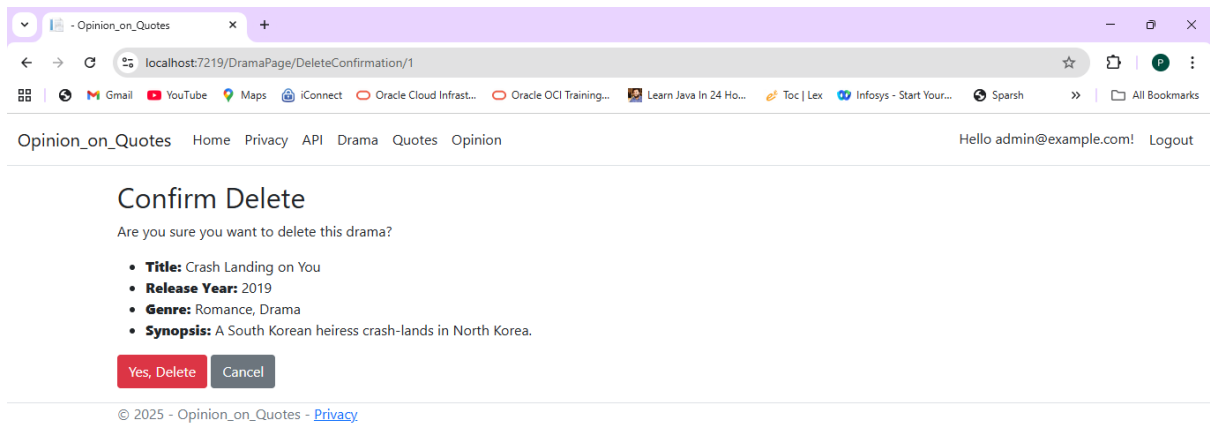 - Opinion_on_Quotes
localhost:7219/DramaPage/DeleteConfirmation/1
P
Gmail YouTube Maps iConnect Oracle Cloud Infrast... Oracle OCI Training... Learn Java In 24 Ho... Toc | Lex Infosys - Start Your... Sparsh » All Bookmarks
Opinion_on_Quotes Home Privacy API Drama Quotes Opinion Hello admin@example.com! Logout
Confirm Delete
Are you sure you want to delete this drama?
• Title: Crash Landing on You
• Release Year: 2019
• Genre: Romance, Drama
• Synopsis: A South Korean heiress crash-lands in North Korea.
Yes, Delete Cancel
© 2025 - Opinion_on_Quotes - Privacy